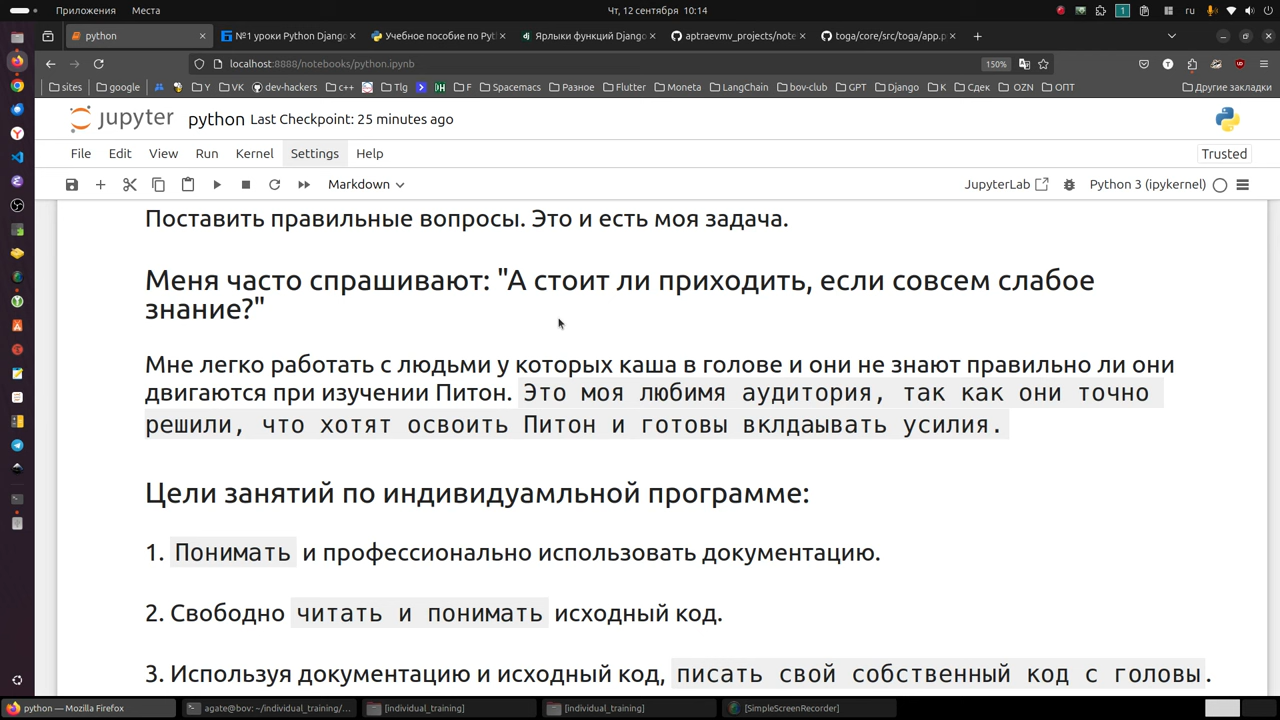 Приложения Места Чт, 12 сентября 10:14 1 ru
python №1 уроки Python Django Учебное пособие по Pyt Ярлыки функций Django aptraevmv_projects/note toga/core/src/toga/app.p
localhost:8888/notebooks/python.ipynb 150%
sites google Y VK dev-hackers c++ Tlg F Spacemacs Разное Flutter Moneta LangChain bov-club GPT Django K Сдек OZN ОПТ Другие закладки
jupyter python Last Checkpoint: 25 minutes ago
File Edit View Run Kernel Settings Help Trusted
Markdown JupyterLab Python 3 (ipykernel)
Поставить правильные вопросы. Это и есть моя задача.
Меня часто спрашивают: "А стоит ли приходить, если совсем слабое
знание?"
Мне легко работать с людьми у которых каша в голове и они не знают правильно ли они
двигаются при изучении Питон. Это моя любимя аудитория, так как они точно
решили, что хотят освоить Питон и готовы вклдаывать усилия.
Цели занятий по индивидуамльной программе:
1. Понимать и профессионально использовать документацию.
2. Свободно читать и понимать исходный код.
3. Используя документацию и исходный код, писать свой собственный код с головы.
python — Mozilla Firefox agate@bov: ~/individual_training/... [individual_training] [individual_training] [SimpleScreenRecorder]